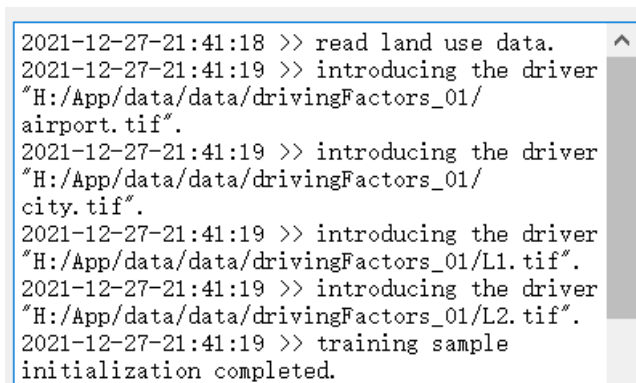 2021-12-27-21:41:18 >> read land use data.
2021-12-27-21:41:19 >> introducing the driver
"H:/App/data/data/drivingFactors_01/
airport.tif".
2021-12-27-21:41:19 >> introducing the driver
"H:/App/data/data/drivingFactors_01/
city.tif".
2021-12-27-21:41:19 >> introducing the driver
"H:/App/data/data/drivingFactors_01/L1.tif".
2021-12-27-21:41:19 >> introducing the driver
"H:/App/data/data/drivingFactors_01/L2.tif".
2021-12-27-21:41:19 >> training sample
initialization completed.